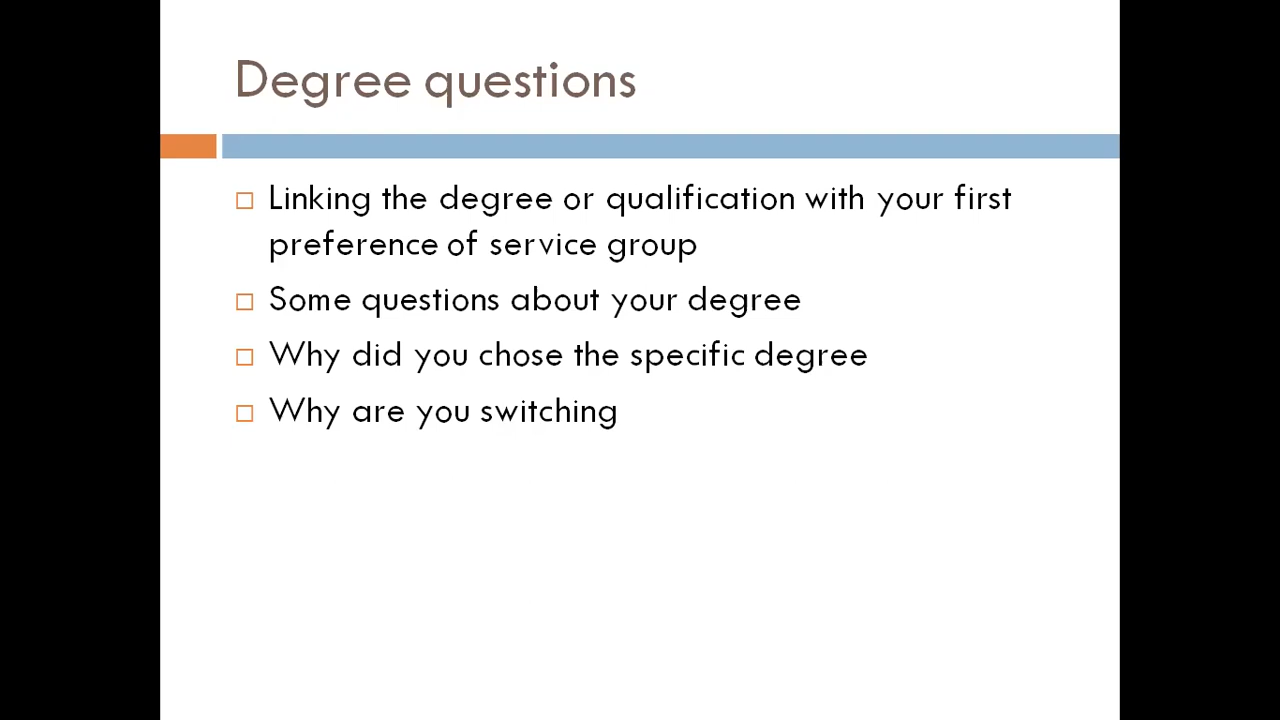 Degree questions
Linking the degree or qualification with your first
preference of service group
Some questions about your degree
Why did you chose the specific degree
Why are you switching